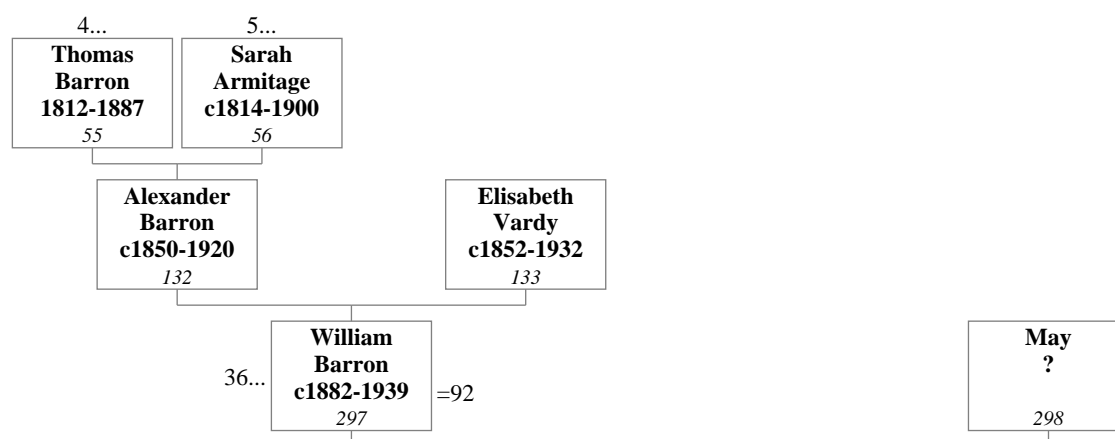 4...
5...
Thomas
Barron
1812-1887
55
Sarah
Armitage
c1814-1900
56
Alexander
Barron
c1850-1920
132
Elisabeth
Vardy
c1852-1932
133
36...
William
Barron
c1882-1939
297
=92
May
?
298